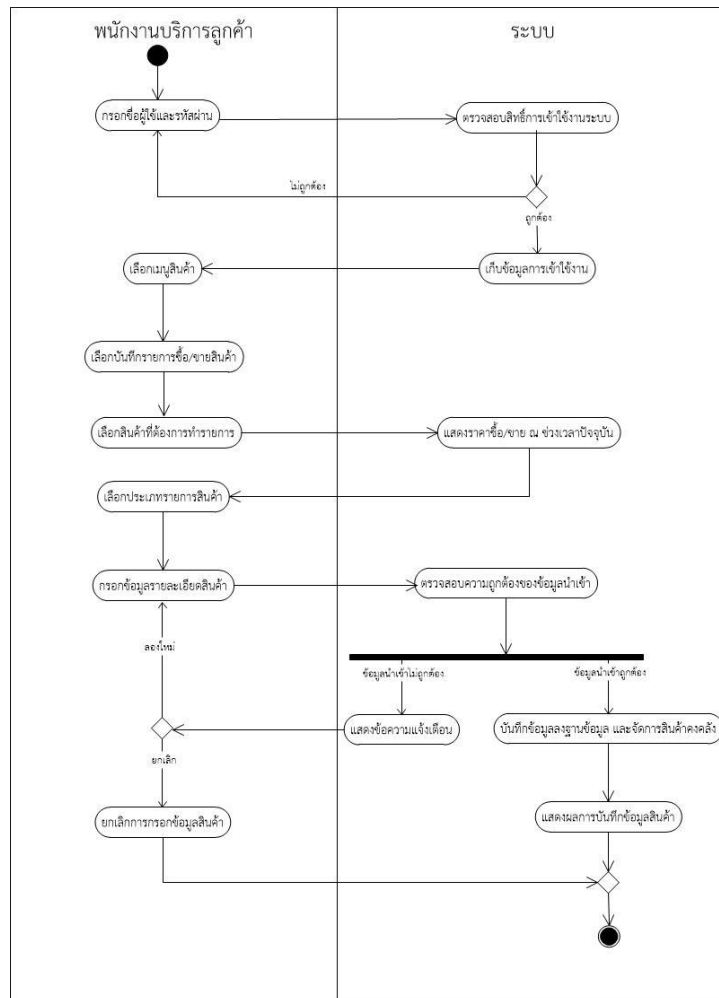 พนักงานบริการลูกค้า
ระบบ
กรอกชื่อผู้ใช้และรหัสผ่าน
ตรวจสอบสิทธิ์การเข้าใช้งานระบบ
ไม่ถูกต้อง
ถูกต้อง
เลือกเมนูสินค้า
เก็บข้อมูลการเข้าใช้งาน
เลือกบันทึกรายการซื้อ/ขายสินค้า
เลือกสินค้าที่ต้องการทำรายการ
แสดงราคาซื้อ/ขาย ณ ช่วงเวลาปัจจุบัน
เลือกประเภทรายการสินค้า
กรอกข้อมูลรายละเอียดสินค้า
ตรวจสอบความถูกต้องของข้อมูลนำเข้า
ลองใหม่
ข้อมูลนำเข้าไม่ถูกต้อง
ข้อมูลนำเข้าถูกต้อง
แสดงข้อความแจ้งเตือน
บันทึกข้อมูลลงฐานข้อมูล และจัดการสินค้าคงคลัง
ยกเลิก
ยกเลิกการกรอกข้อมูลสินค้า
แสดงผลการบันทึกข้อมูลสินค้า